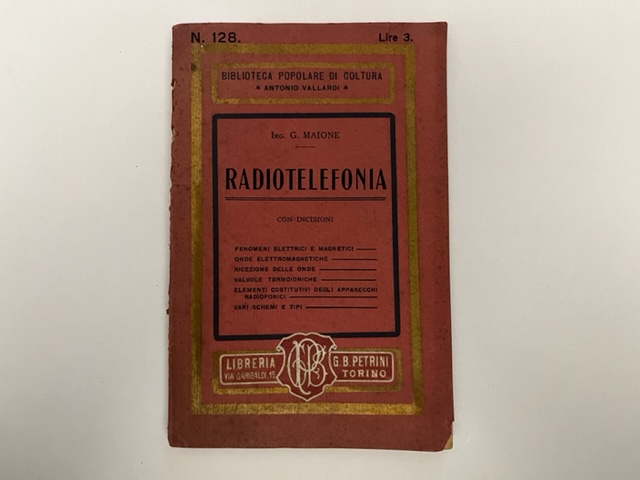 N. 128. Lire 3.
BIBLIOTECA POPOLARE DI COLTURA
* ANTONIO VALLARDI *
ING. G. MAIONE
RADIOTELEFONIA
CON INCISIONI
FENOMENI ELETTRICI E MAGNETICI
ONDE ELETTROMAGNETICHE
RICEZIONE DELLE ONDE
VALVOLE TERMOIONICHE
ELEMENTI COSTITUTIVI DEGLI APPARECCHI
RADIOFONICI
VARI SCHEMI E TIPI
LIBRERIA G. B. PETRINI
VIA GARIBALDI, 15 TORINO